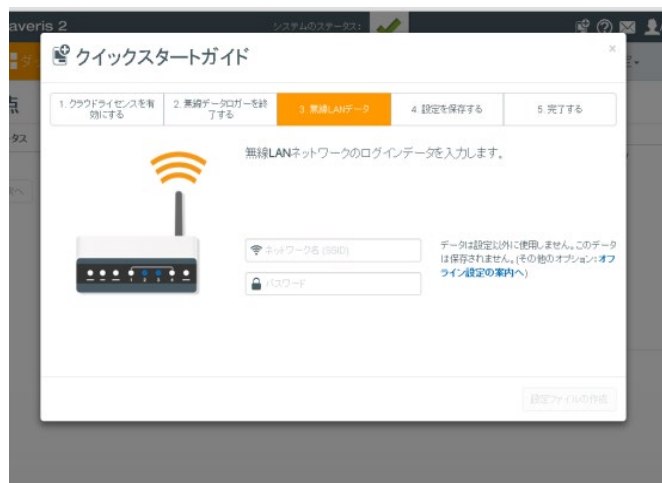 averis 2
システムのステータス:
クイックスタートガイド
×
1. クラウドライセンスを有
効にする
2. 無線データロガーを終
了する
3. 無線LANデータ
4. 設定を保存する
5. 完了する
点
タス
無線LANネットワークのログインデータを入力します。
ネットワーク名 (SSID)
パスワード
データは設定以外に使用しません。このデータ
は保存されません。(その他のオプション: オフ
ライン設定の案内へ)
設定ファイルの作成